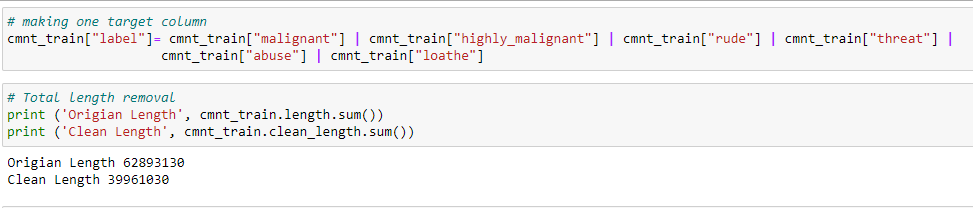 # making one target column
cmnt_train["label"]= cmnt_train["malignant"] | cmnt_train["highly_malignant"] | cmnt_train["rude"] | cmnt_train["threat"] |
cmnt_train["abuse"] | cmnt_train["loathe"]
# Total length removal
print ('Origian Length', cmnt_train.length.sum())
print ('Clean Length', cmnt_train.clean_length.sum())
Origian Length 62893130
Clean Length 39961030